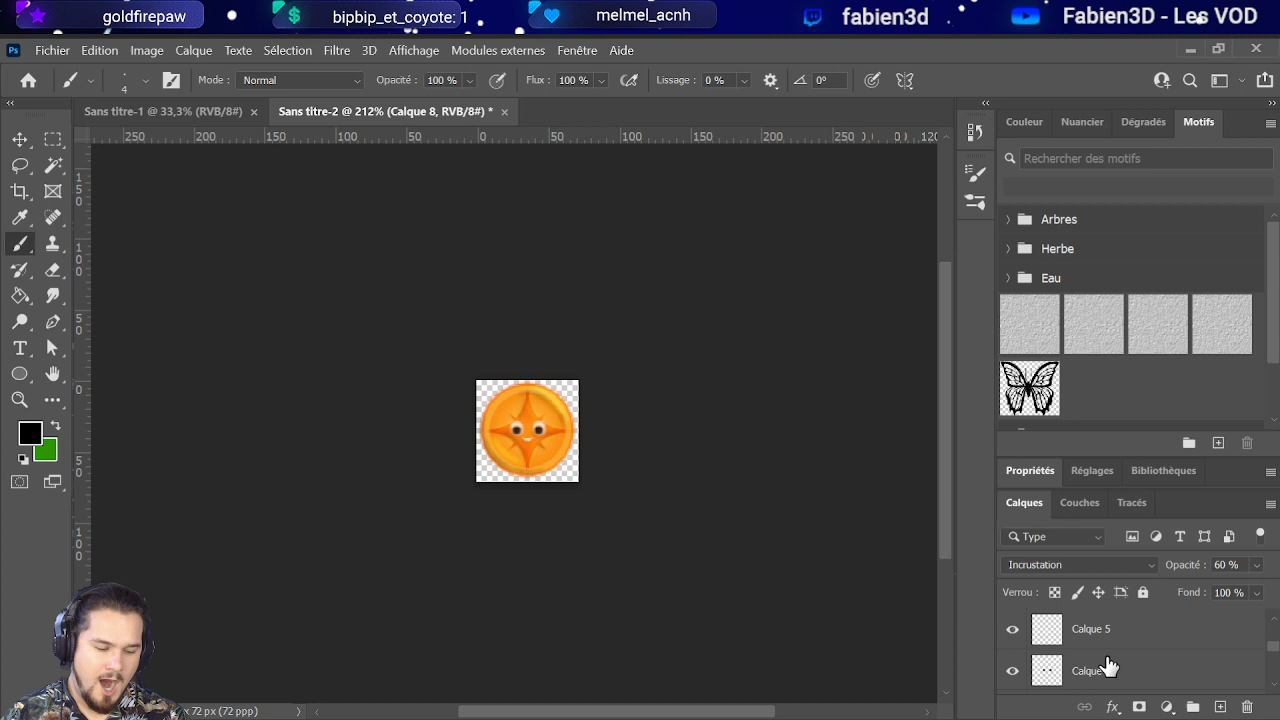 goldfirepaw
bipbip_et_coyote: 1
melmel_acnh
fabien3d
Fabien3D - Les VOD
Ps Fichier Edition Image Calque Texte Sélection Filtre 3D Affichage Modules externes Fenêtre Aide
4 Mode : Normal Opacité : 100 % Flux : 100 % Lissage : 0 % 0°
Sans titre-1 @ 33,3% (RVB/8#) × Sans titre-2 @ 212% (Calque 8, RVB/8#) * ×
250 200 150 100 50 0 50 100 150 200 250
150
100
50
0
50
100
Couleur Nuancier Dégradés Motifs
Rechercher des motifs
Arbres
Herbe
Eau
Propriétés Réglages Bibliothèques
Calques Couches Tracés
Type
Incrustation Opacité : 60 %
Verrou : Fond : 100 %
Calque 5
72 px (72 ppp)
fx